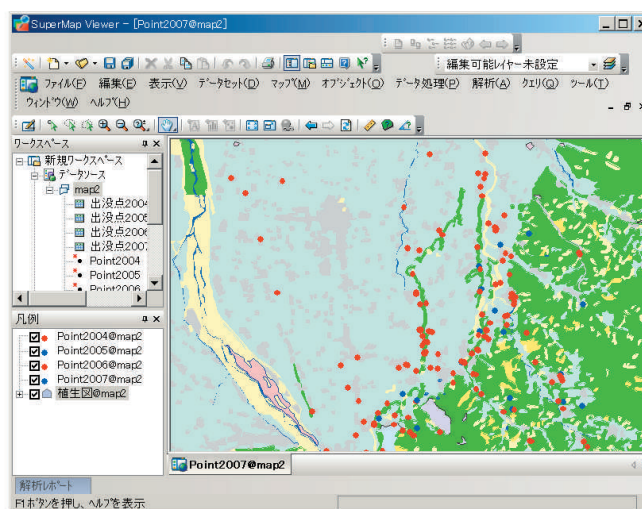 SuperMap Viewer - [Point2007@map2]
編集可能レイヤー未設定
ファイル(F) 編集(E) 表示(V) データセット(D) マップ(M) オブジェクト(O) データ処理(P) 解析(A) クエリ(Q) ツール(T)
ウィンドウ(W) ヘルプ(H)
ワークスペース
新規ワークスペース
データソース
map2
出没点2004
出没点2005
出没点2006
出没点2007
Point2004
Point2005
Point2006
凡例
Point2004@map2
Point2005@map2
Point2006@map2
Point2007@map2
植生図@map2
Point2007@map2
解析レポート
F1ボタンを押し、ヘルプを表示